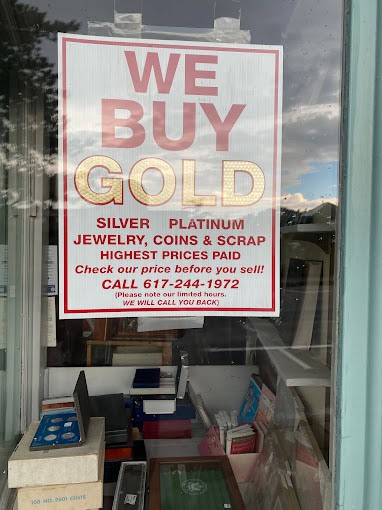 WE
BUY
GOLD
SILVER PLATINUM
JEWELRY, COINS & SCRAP
HIGHEST PRICES PAID
Check our price before you sell!
CALL 617-244-1972
(Please note our limited hours.
WE WILL CALL YOU BACK)